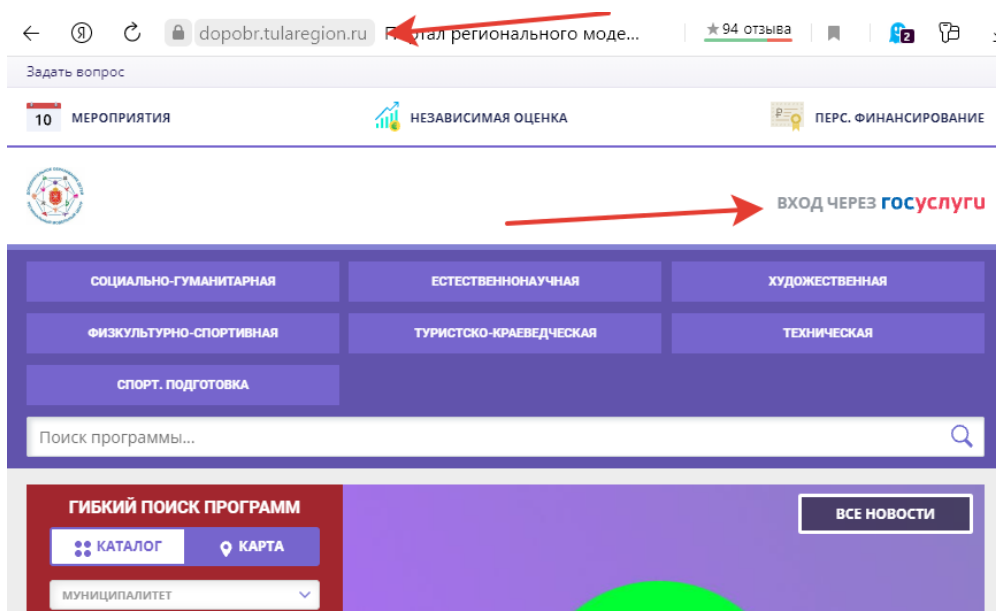 dopobr.tularegion.ru регионального моде... ★ 94 отзыва 2
Задать вопрос
10 МЕРОПРИЯТИЯ НЕЗАВИСИМАЯ ОЦЕНКА ПЕРС. ФИНАНСИРОВАНИЕ
ВХОД ЧЕРЕЗ госуслуги
СОЦИАЛЬНО-ГУМАНИТАРНАЯ ЕСТЕСТВЕННОНАУЧНАЯ ХУДОЖЕСТВЕННАЯ
ФИЗКУЛЬТУРНО-СПОРТИВНАЯ ТУРИСТСКО-КРАЕВЕДЧЕСКАЯ ТЕХНИЧЕСКАЯ
СПОРТ. ПОДГОТОВКА
Поиск программы...
ГИБКИЙ ПОИСК ПРОГРАММ ВСЕ НОВОСТИ
КАТАЛОГ КАРТА
МУНИЦИПАЛИТЕТ